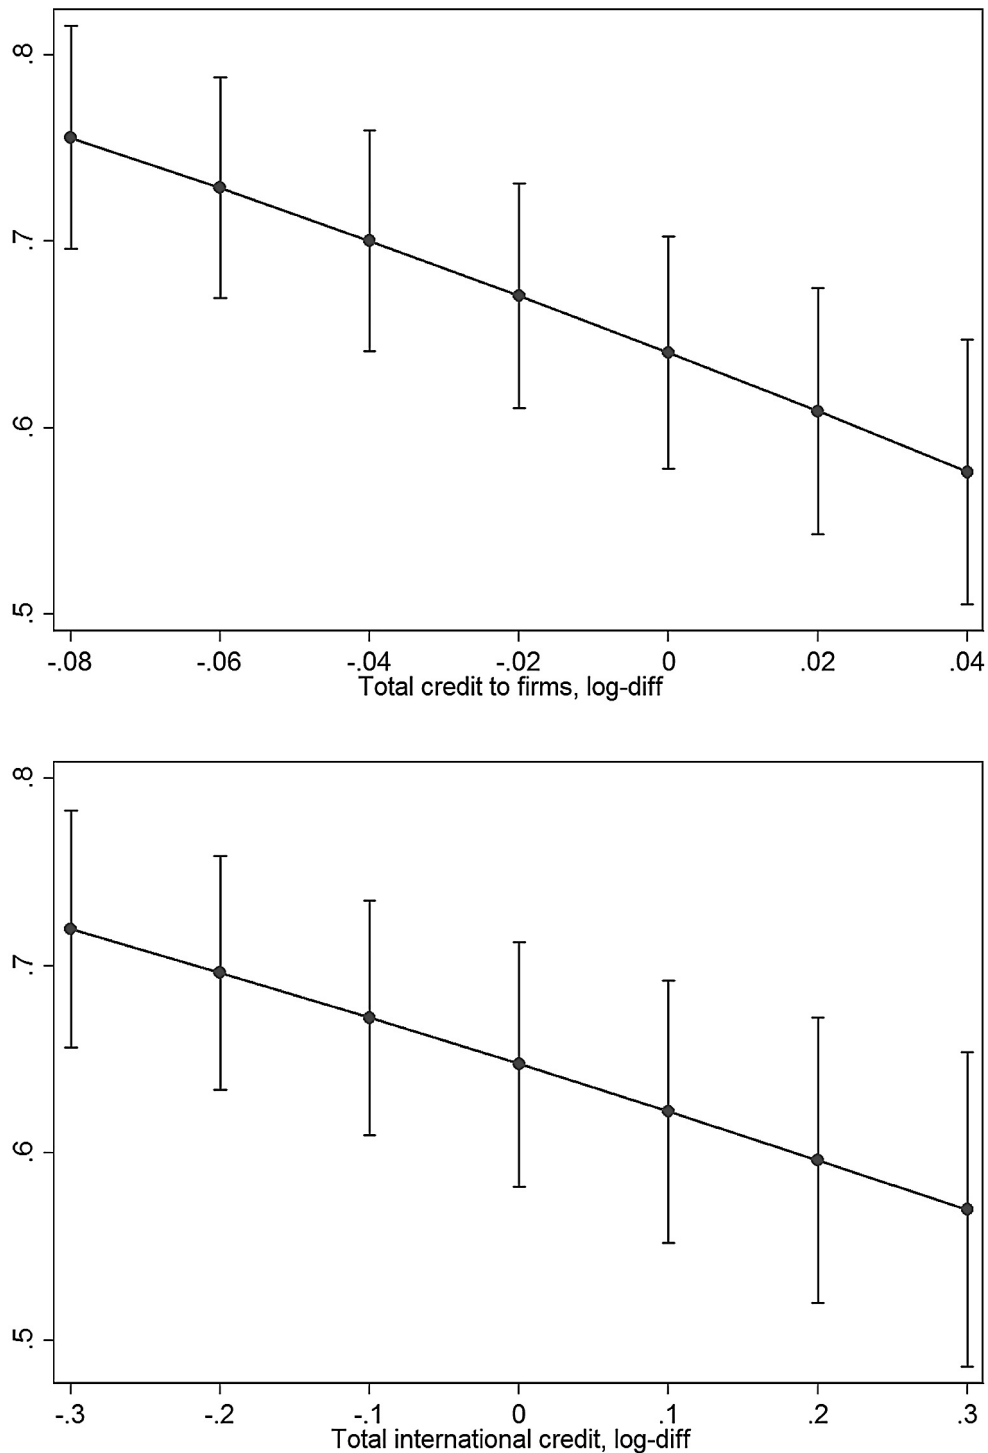 .8
.7
.6
.5
-.08 -.06 -.04 -.02 0 .02 .04
Total credit to firms, log-diff
.8
.7
.6
.5
-.3 -.2 -.1 0 .1 .2 .3
Total international credit, log-diff